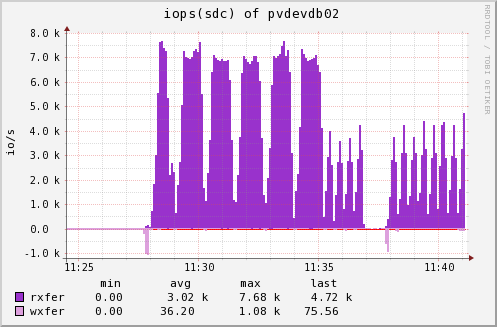 iops(sdc) of pvdevdb02
RRDTOOL / TOBI OETIKER
io/s
8.0 k
7.0 k
6.0 k
5.0 k
4.0 k
3.0 k
2.0 k
1.0 k
0.0
-1.0 k
11:25 11:30 11:35 11:40
min avg max last
rxfer 0.00 3.02 k 7.68 k 4.72 k
wxfer 0.00 36.20 1.08 k 75.56